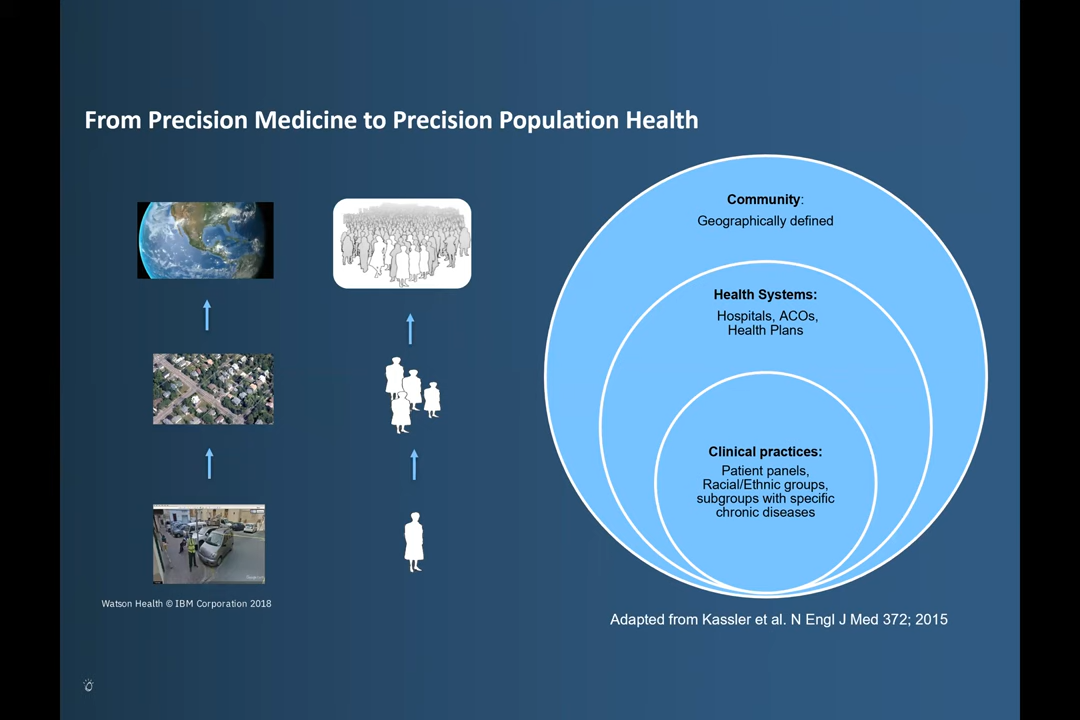 From Precision Medicine to Precision Population Health
Community:
Geographically defined
Health Systems:
Hospitals, ACOs,
Health Plans
Clinical practices:
Patient panels,
Racial/Ethnic groups,
subgroups with specific
chronic diseases
Watson Health © IBM Corporation 2018
Adapted from Kassler et al. N Engl J Med 372; 2015